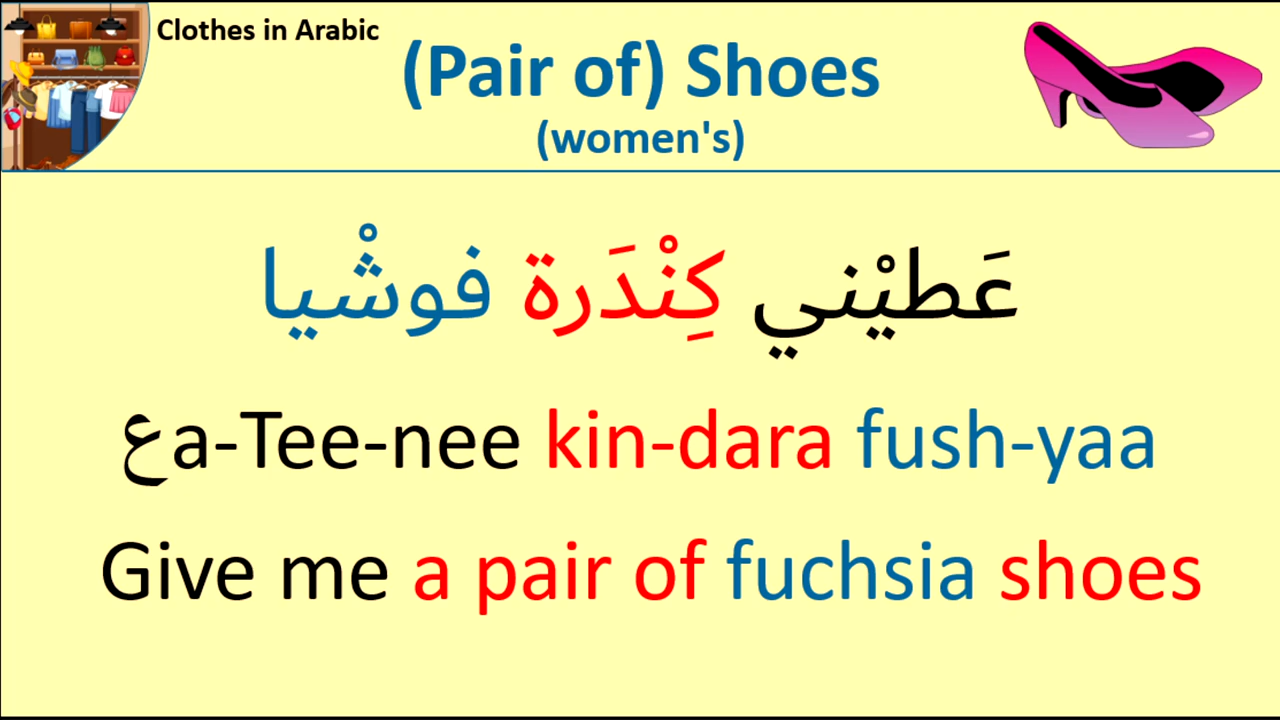 Clothes in Arabic
(Pair of) Shoes
(women's)
عَطيْني كِنْدَرة فوشْيا
عa-Tee-nee kin-dara fush-yaa
Give me a pair of fuchsia shoes